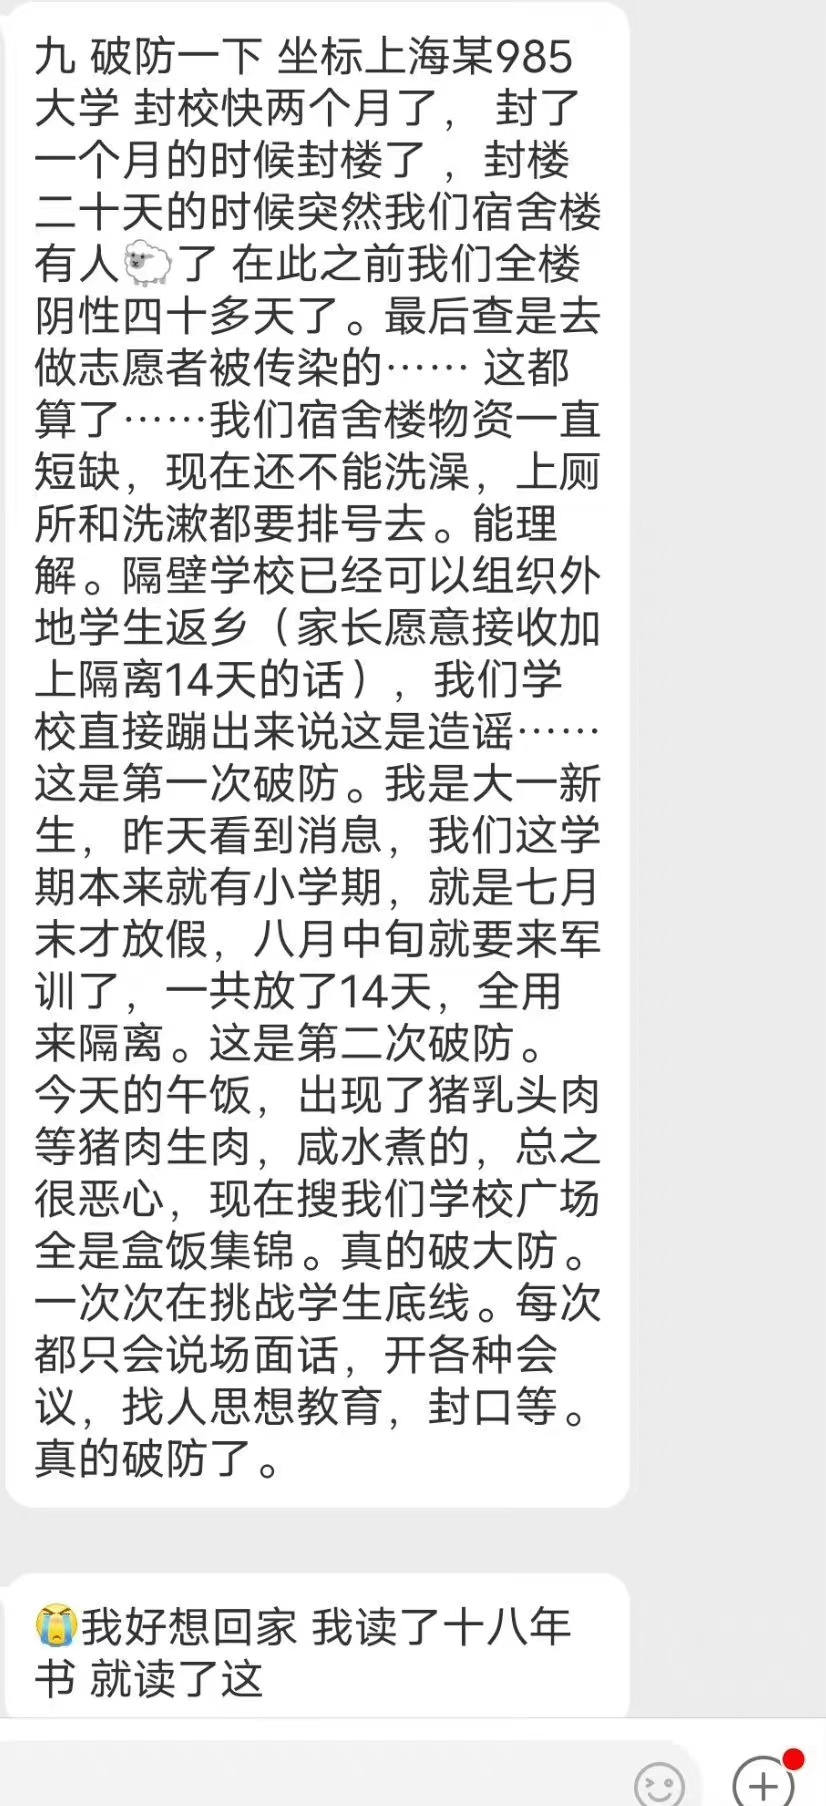 九 破防一下 坐标上海某985
大学 封校快两个月了， 封了
一个月的时候封楼了 ，封楼
二十天的时候突然我们宿舍楼
有人🐑了 在此之前我们全楼
阴性四十多天了。最后查是去
做志愿者被传染的…… 这都
算了……我们宿舍楼物资一直
短缺，现在还不能洗澡，上厕
所和洗漱都要排号去。能理
解。隔壁学校已经可以组织外
地学生返乡（家长愿意接收加
上隔离14天的话），我们学
校直接蹦出来说这是造谣……
这是第一次破防。我是大一新
生，昨天看到消息，我们这学
期本来就有小学期，就是七月
末才放假，八月中旬就要来军
训了，一共放了14天，全用
来隔离。这是第二次破防。
今天的午饭，出现了猪乳头肉
等猪肉生肉，咸水煮的，总之
很恶心，现在搜我们学校广场
全是盒饭集锦。真的破大防。
一次次在挑战学生底线。每次
都只会说场面话，开各种会
议，找人思想教育，封口等。
真的破防了。
😭我好想回家 我读了十八年
书 就读了这